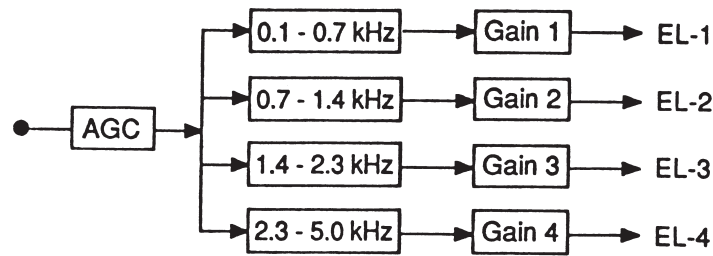 0.1 - 0.7 kHz Gain 1 EL-1
0.7 - 1.4 kHz Gain 2 EL-2
AGC
1.4 - 2.3 kHz Gain 3 EL-3
2.3 - 5.0 kHz Gain 4 EL-4